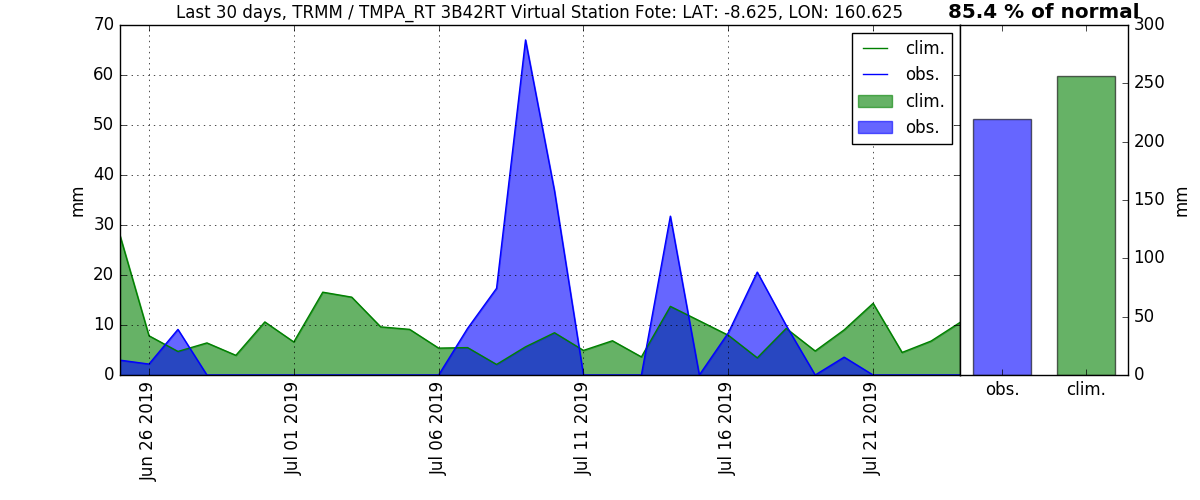 Last 30 days, TRMM / TMPA_RT 3B42RT Virtual Station Fote: LAT: -8.625, LON: 160.625
85.4 % of normal
70
60
50
40
30
20
10
0
mm
clim.
obs.
clim.
obs.
Jun 26 2019
Jul 01 2019
Jul 06 2019
Jul 11 2019
Jul 16 2019
Jul 21 2019
300
250
200
150
100
50
0
mm
obs.
clim.